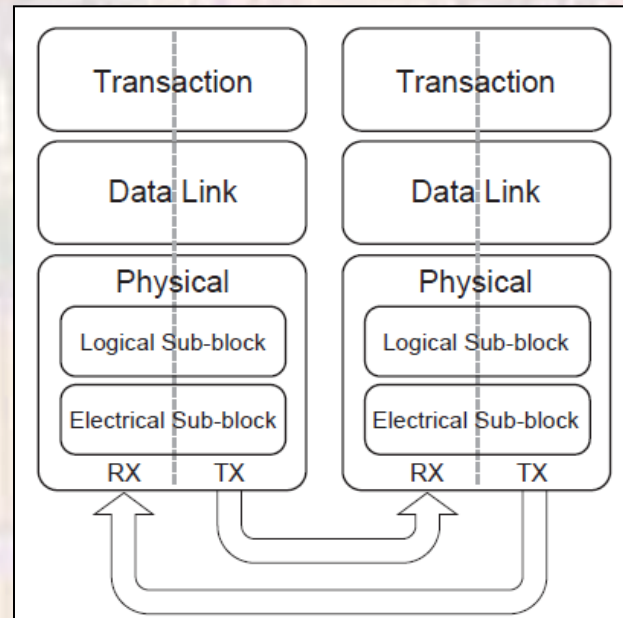 Transaction
Data Link
Physical
Logical Sub-block
Electrical Sub-block
RX TX
Transaction
Data Link
Physical
Logical Sub-block
Electrical Sub-block
RX TX